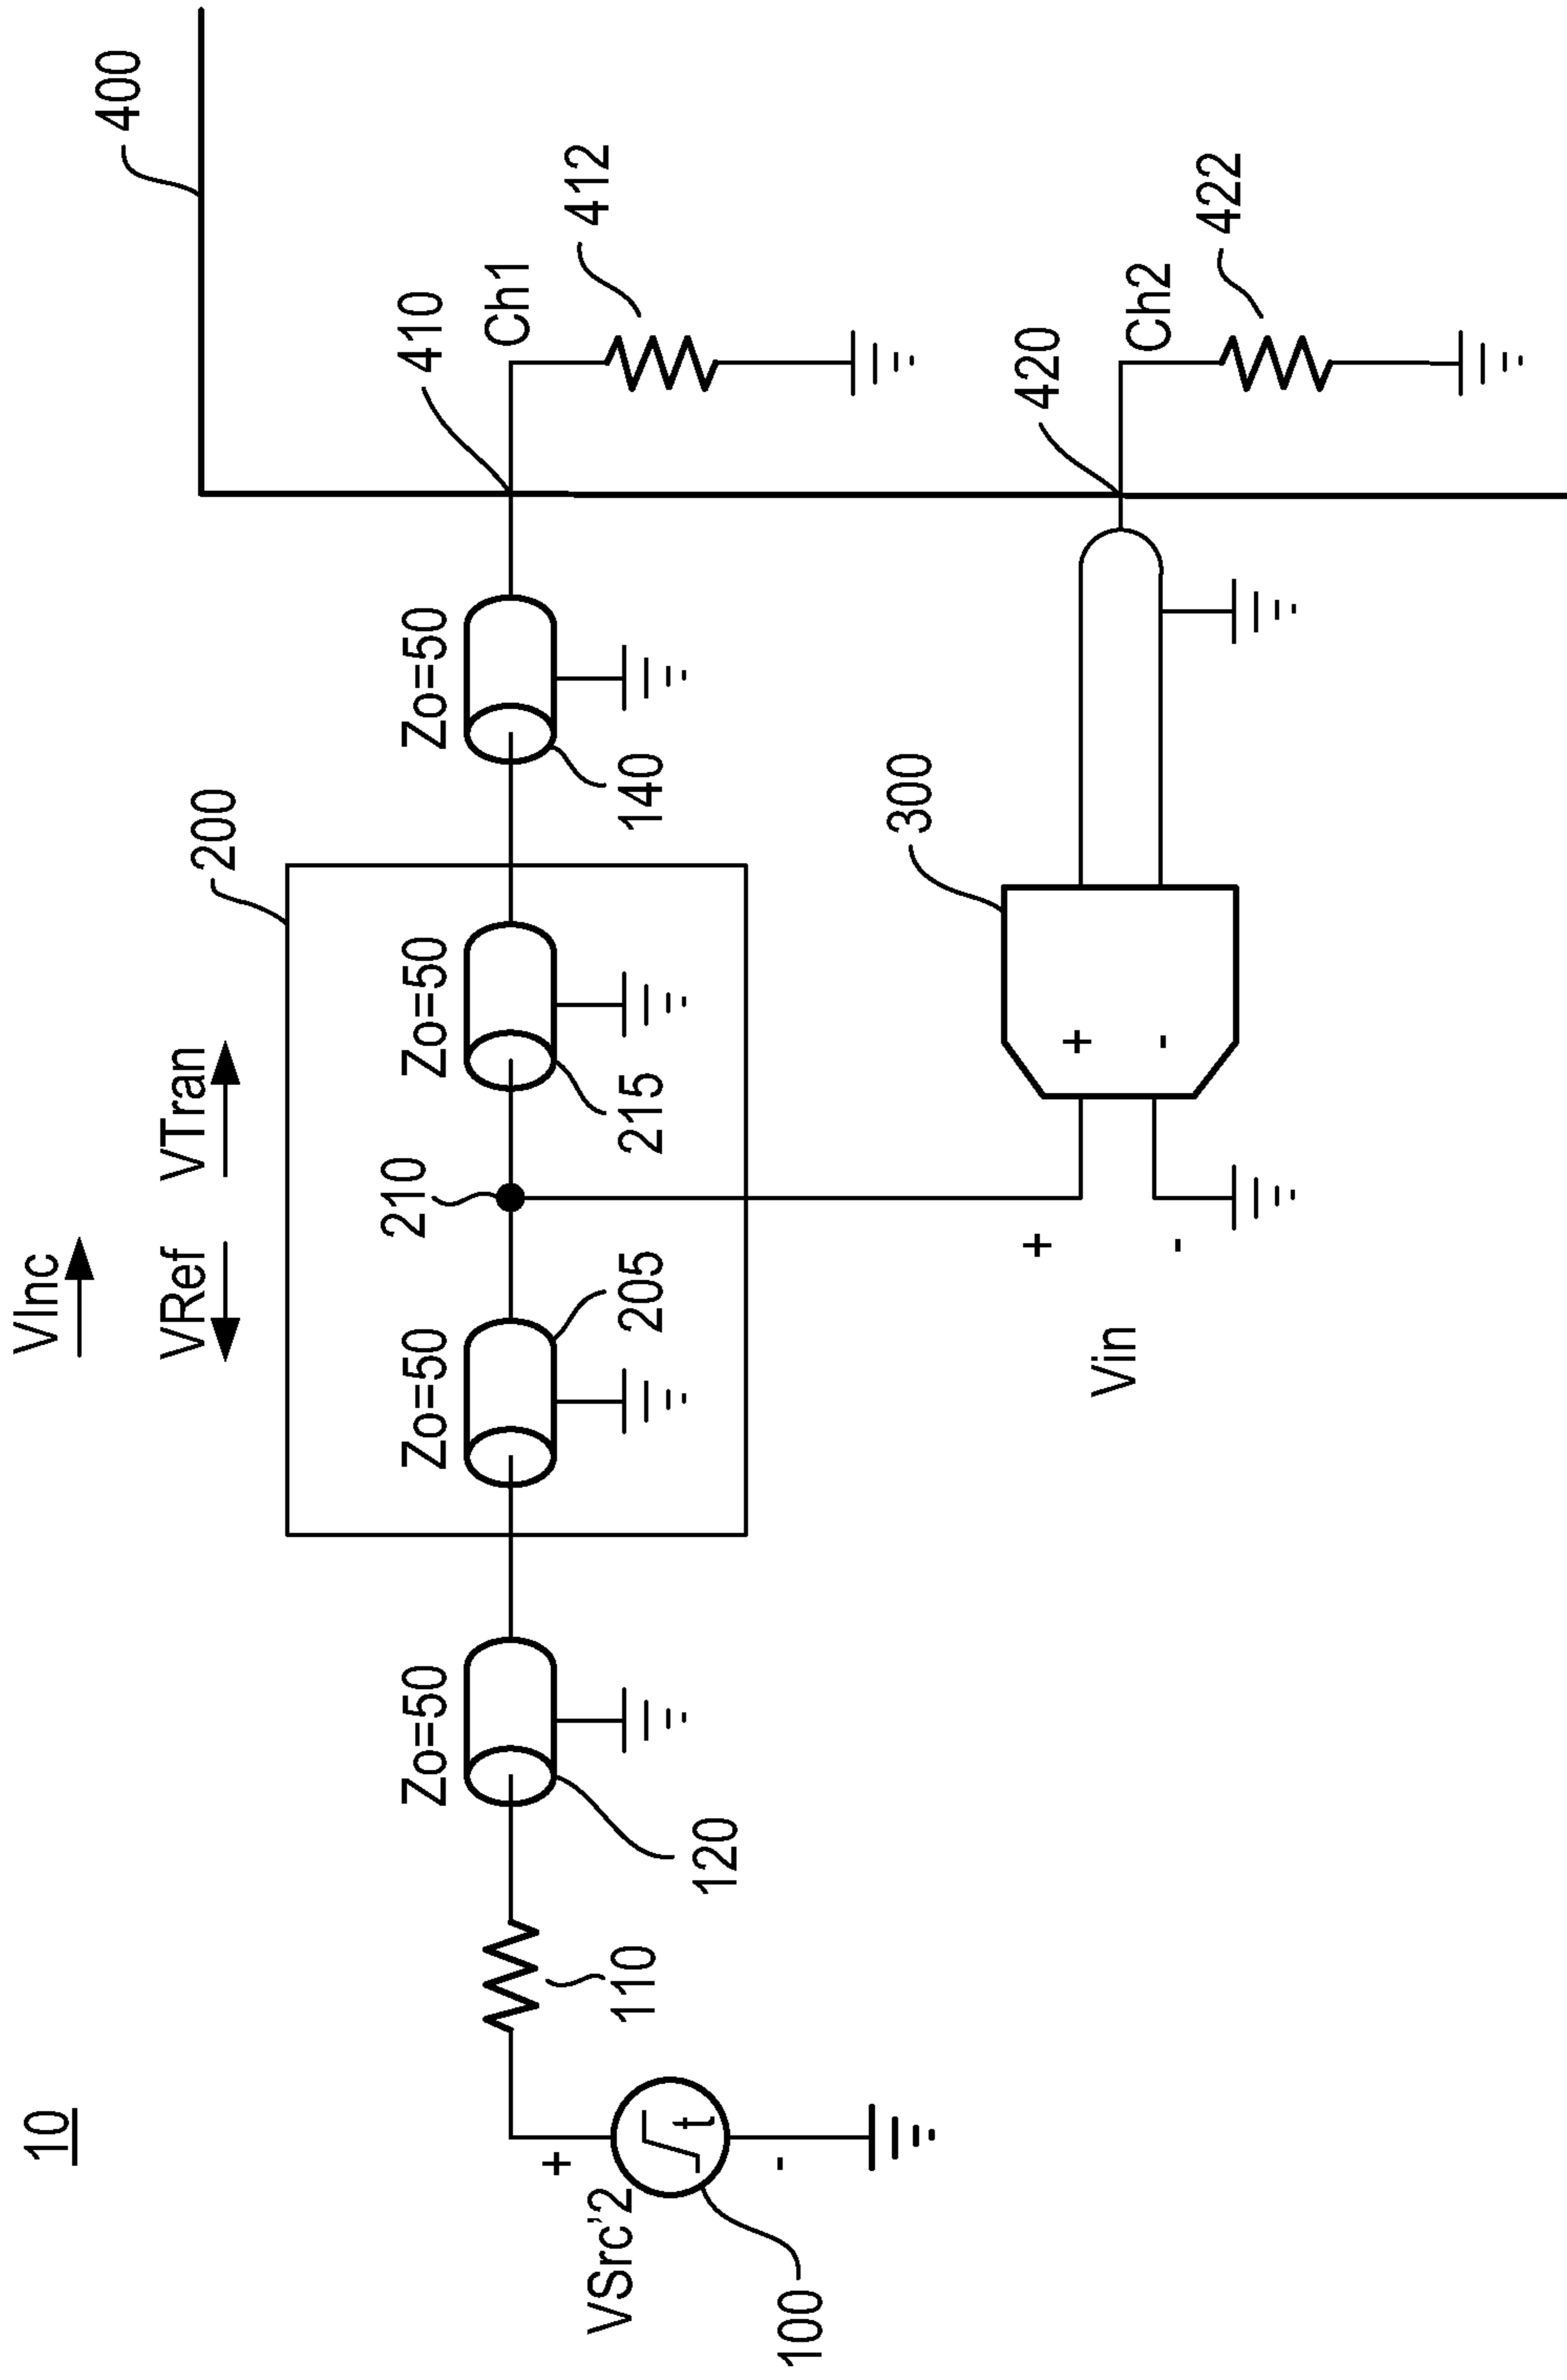 10
VInc
VRef
VTran
200
400
Zo=50
Zo=50
210
Zo=50
Zo=50
410
Ch1
412
110
120
205
215
140
VSrc'2
+
-
t
100
Vin
+
-
+
-
300
420
Ch2
422